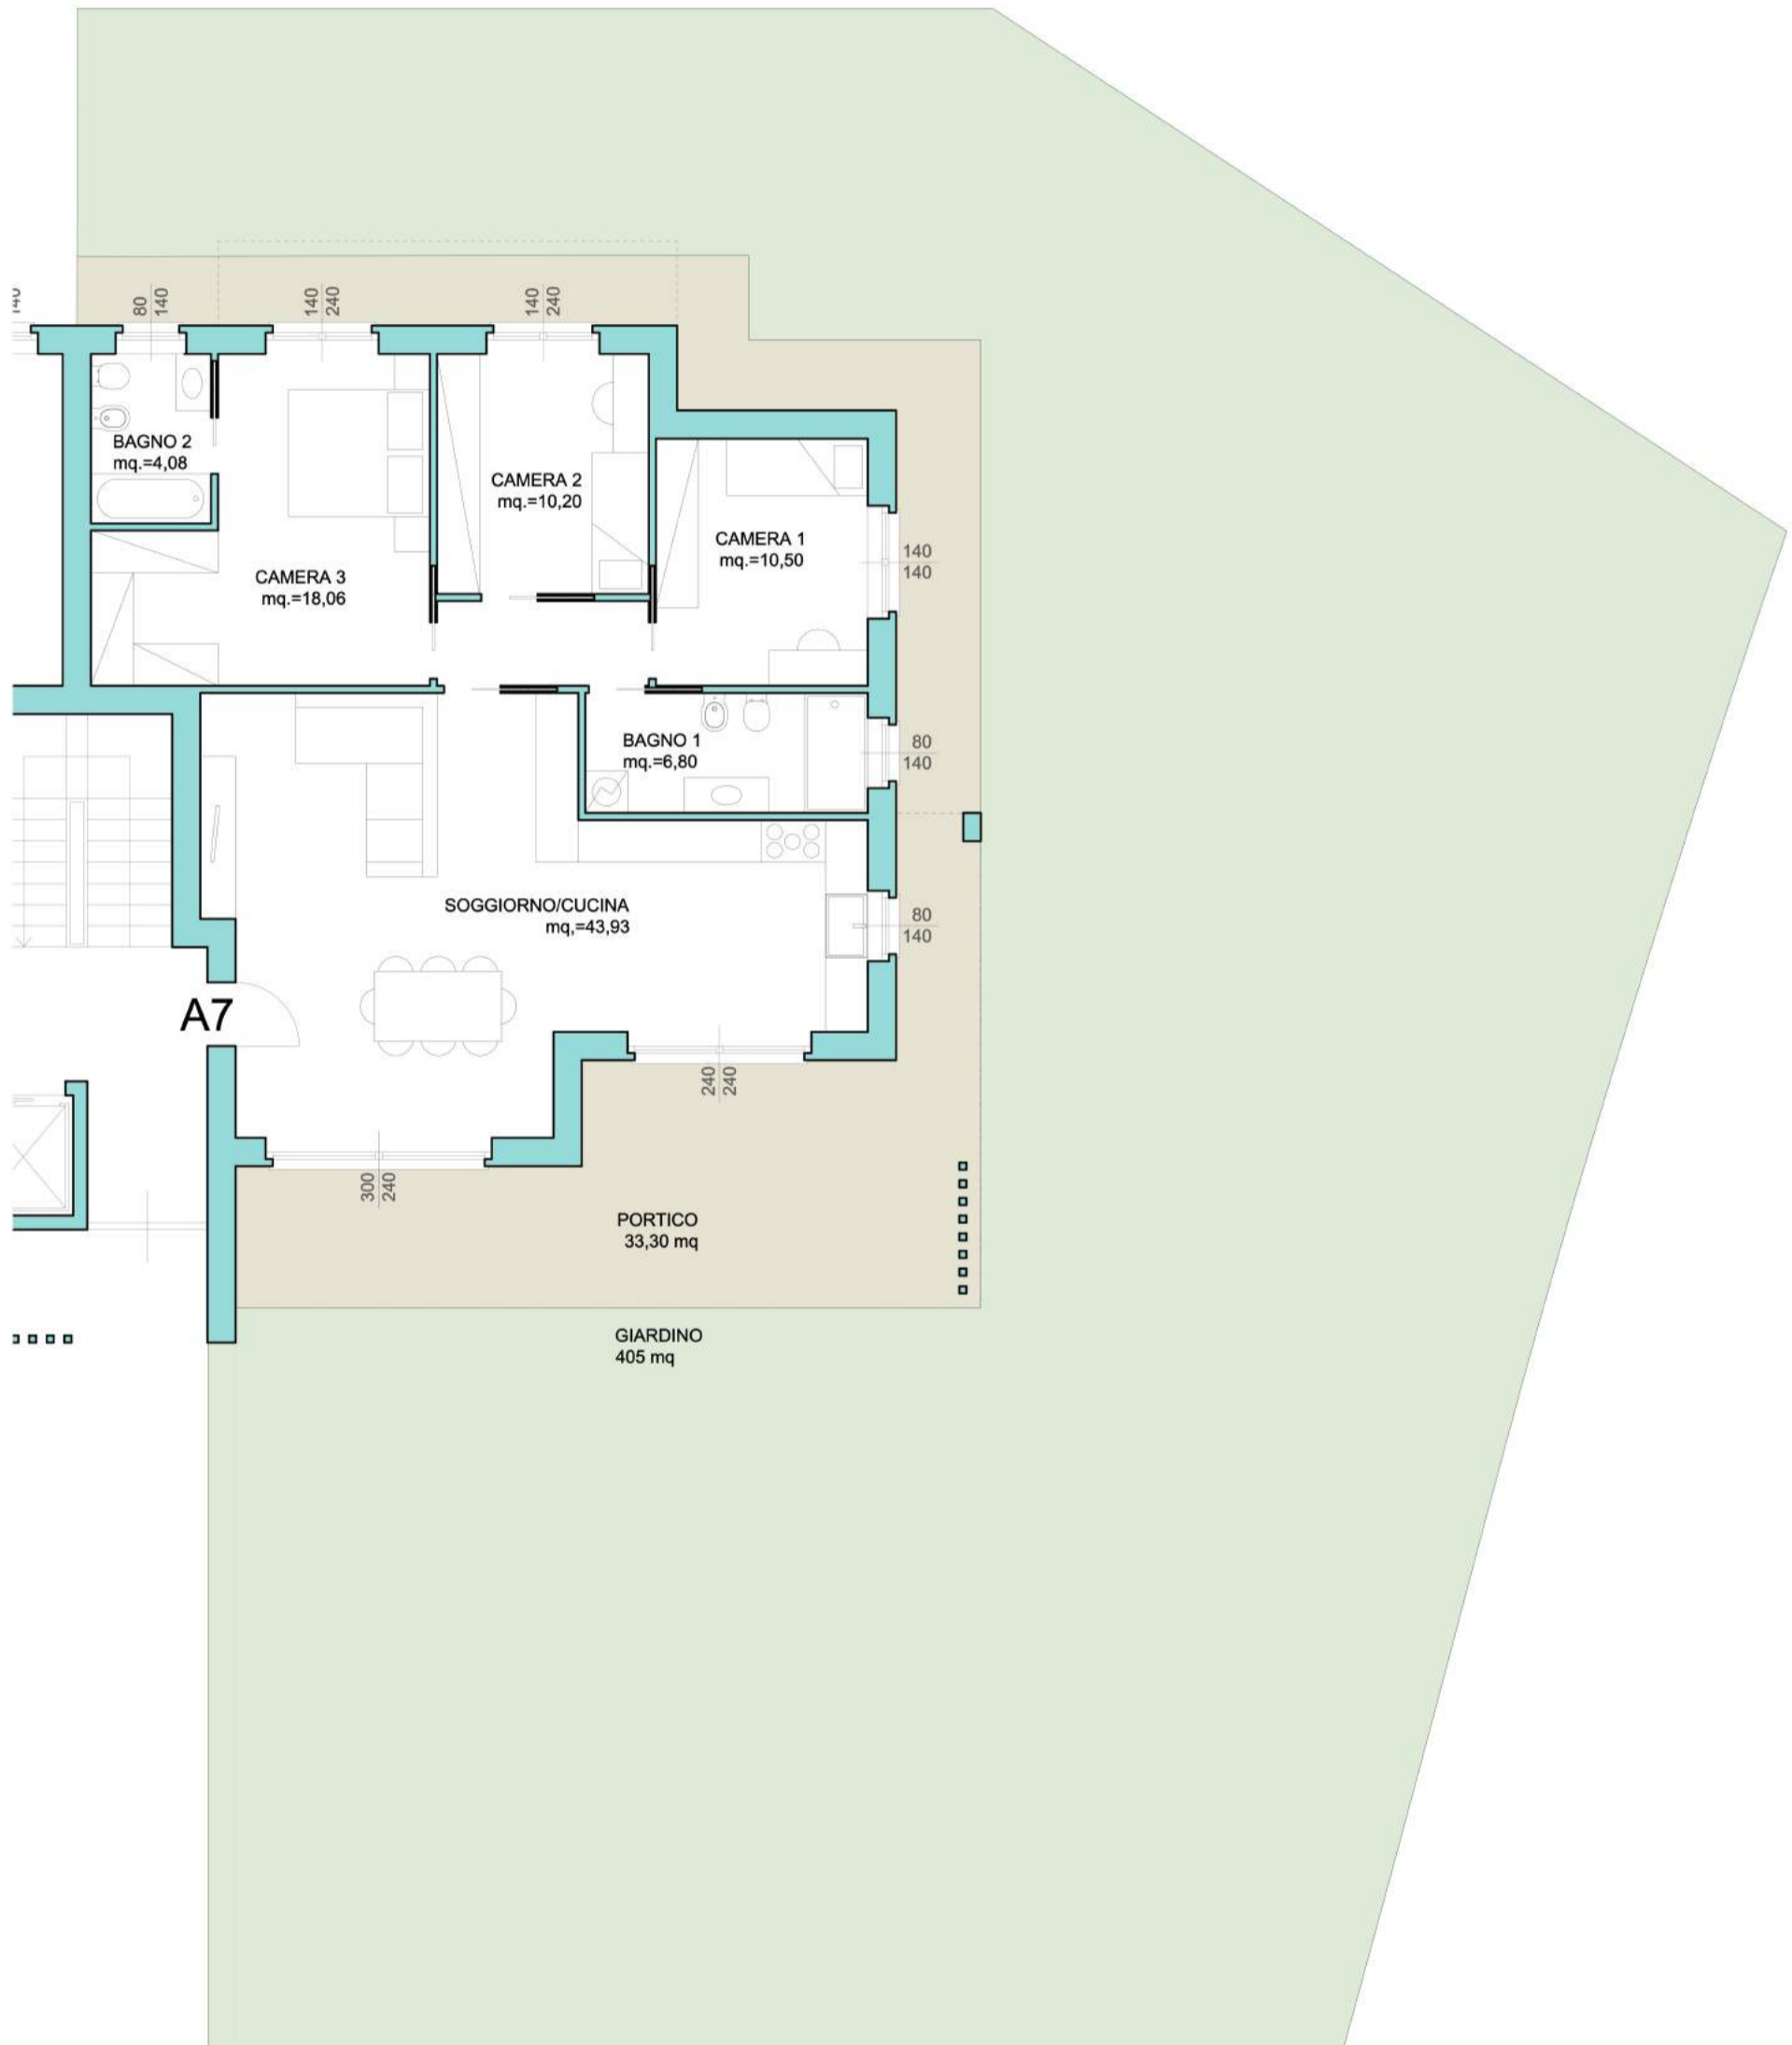 140
80
140
140
240
140
240
BAGNO 2
mq.=4,08
CAMERA 2
mq.=10,20
CAMERA 1
mq.=10,50
140
140
CAMERA 3
mq.=18,06
BAGNO 1
mq.=6,80
80
140
SOGGIORNO/CUCINA
mq,=43,93
80
140
A7
240
240
300
240
PORTICO
33,30 mq
GIARDINO
405 mq